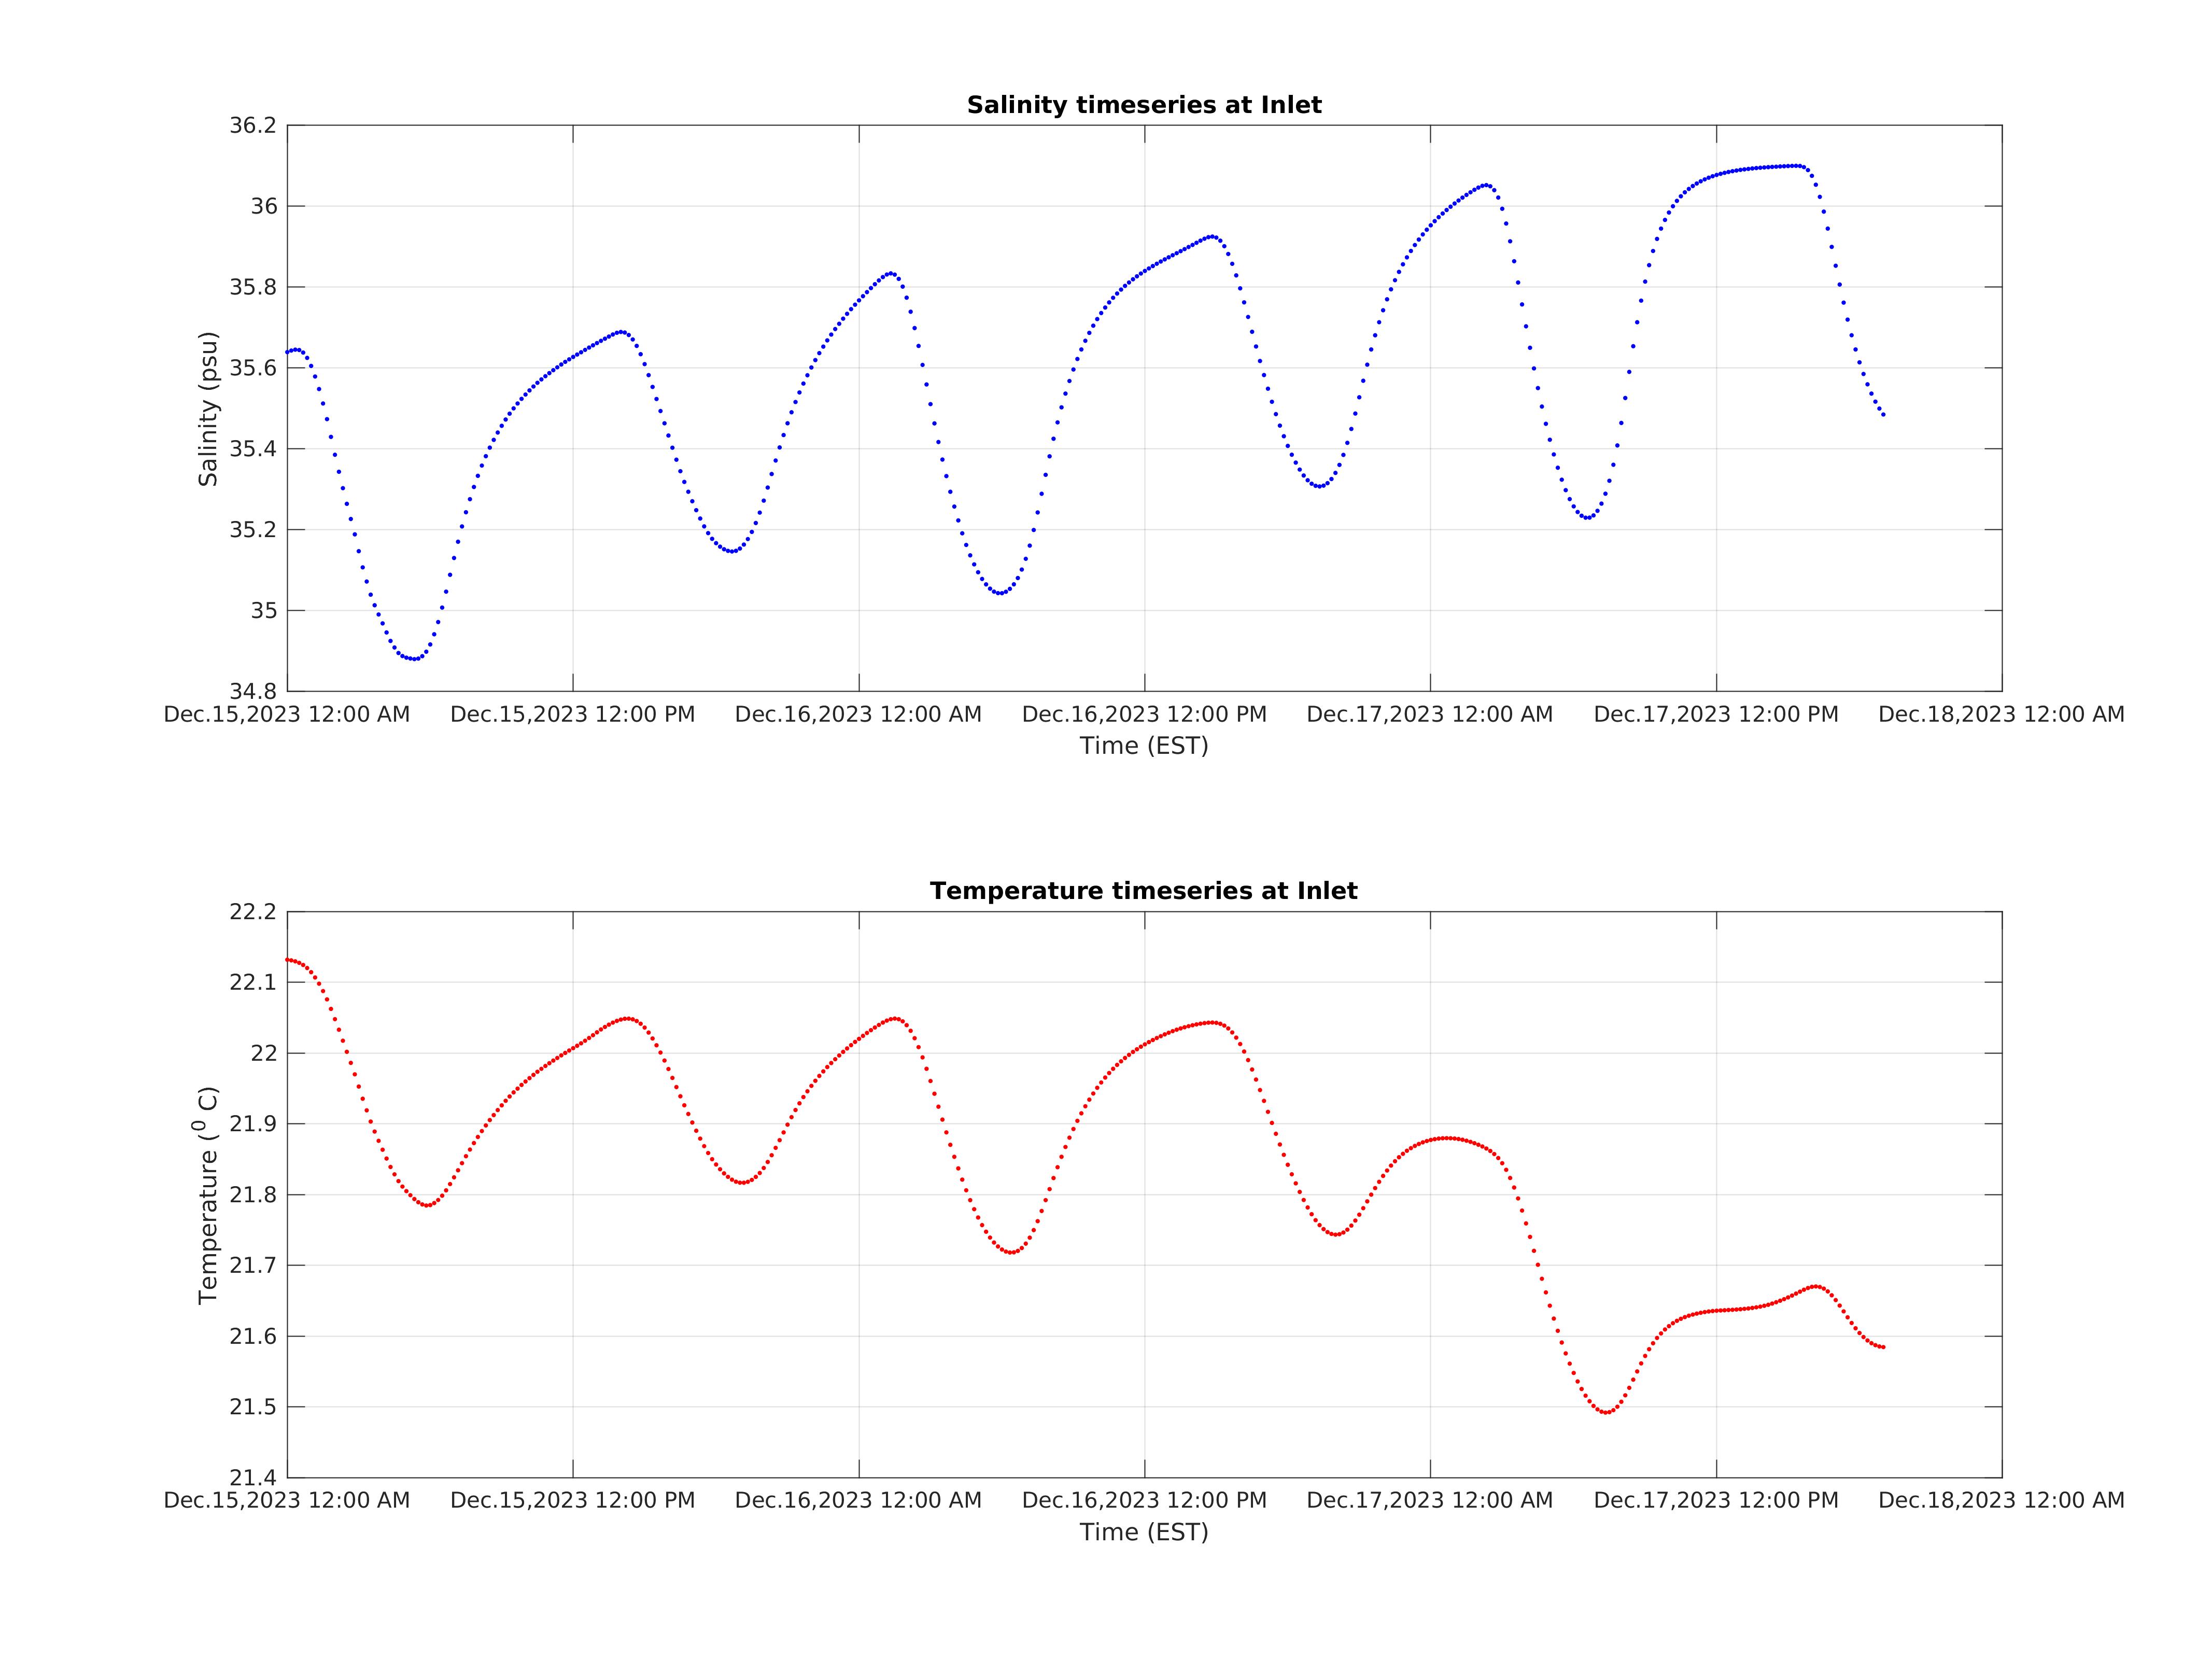 Salinity timeseries at Inlet
36.2
36
35.8
35.6
35.4
35.2
35
34.8
Salinity (psu)
Dec.15,2023 12:00 AM Dec.15,2023 12:00 PM Dec.16,2023 12:00 AM Dec.16,2023 12:00 PM Dec.17,2023 12:00 AM Dec.17,2023 12:00 PM Dec.18,2023 12:00 AM
Time (EST)
Temperature timeseries at Inlet
22.2
22.1
22
21.9
21.8
21.7
21.6
21.5
21.4
Temperature (⁰ C)
Dec.15,2023 12:00 AM Dec.15,2023 12:00 PM Dec.16,2023 12:00 AM Dec.16,2023 12:00 PM Dec.17,2023 12:00 AM Dec.17,2023 12:00 PM Dec.18,2023 12:00 AM
Time (EST)